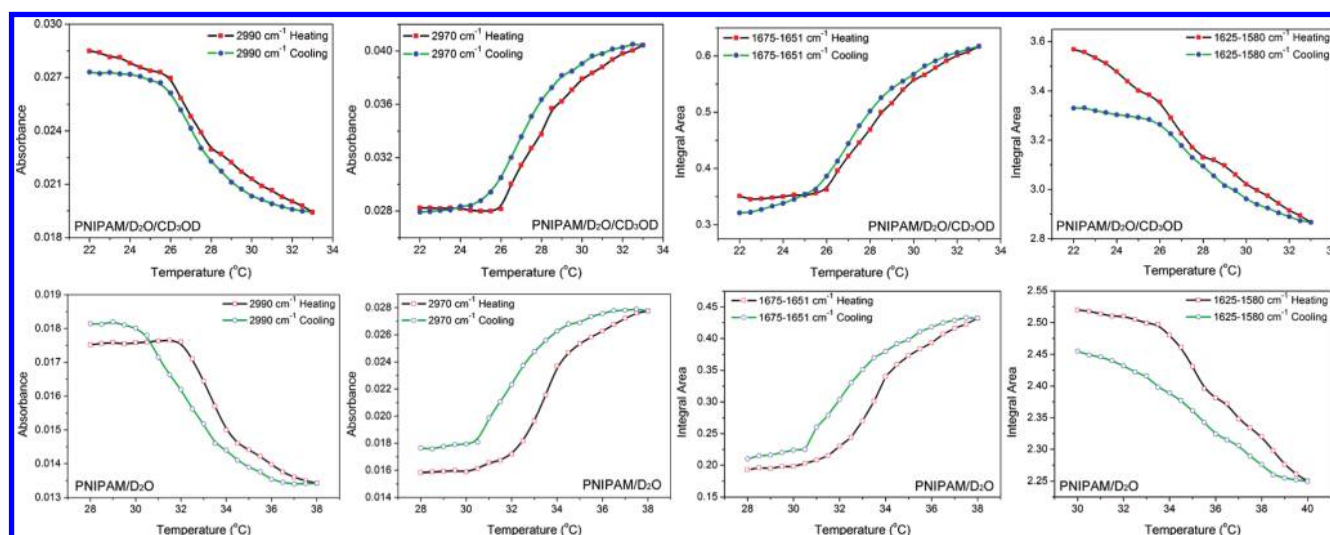 0.030
0.027
0.024
0.021
0.018
Absorbance
2990 cm⁻¹ Heating
2990 cm⁻¹ Cooling
PNIPAM/D₂O/CD₃OD
22 24 26 28 30 32 34
Temperature (°C)
0.040
0.036
0.032
0.028
Absorbance
2970 cm⁻¹ Heating
2970 cm⁻¹ Cooling
PNIPAM/D₂O/CD₃OD
22 24 26 28 30 32 34
Temperature (°C)
0.6
0.5
0.4
0.3
Integral Area
1675-1651 cm⁻¹ Heating
1675-1651 cm⁻¹ Cooling
PNIPAM/D₂O/CD₃OD
22 24 26 28 30 32 34
Temperature (°C)
3.6
3.4
3.2
3.0
2.8
Integral Area
1625-1580 cm⁻¹ Heating
1625-1580 cm⁻¹ Cooling
PNIPAM/D₂O/CD₃OD
22 24 26 28 30 32
Temperature (°C)
0.019
0.018
0.017
0.016
0.015
0.014
0.013
Absorbance
2990 cm⁻¹ Heating
2990 cm⁻¹ Cooling
PNIPAM/D₂O
28 30 32 34 36 38
Temperature (°C)
0.028
0.026
0.024
0.022
0.020
0.018
0.016
0.014
Absorbance
2970 cm⁻¹ Heating
2970 cm⁻¹ Cooling
PNIPAM/D₂O
28 30 32 34 36 38
Temperature (°C)
0.45
0.40
0.35
0.30
0.25
0.20
0.15
Integral Area
1675-1651 cm⁻¹ Heating
1675-1651 cm⁻¹ Cooling
PNIPAM/D₂O
28 30 32 34 36 38
Temperature (°C)
2.55
2.50
2.45
2.40
2.35
2.30
2.25
Integral Area
1625-1580 cm⁻¹ Heating
1625-1580 cm⁻¹ Cooling
PNIPAM/D₂O
30 32 34 36 38 40
Temperature (°C)